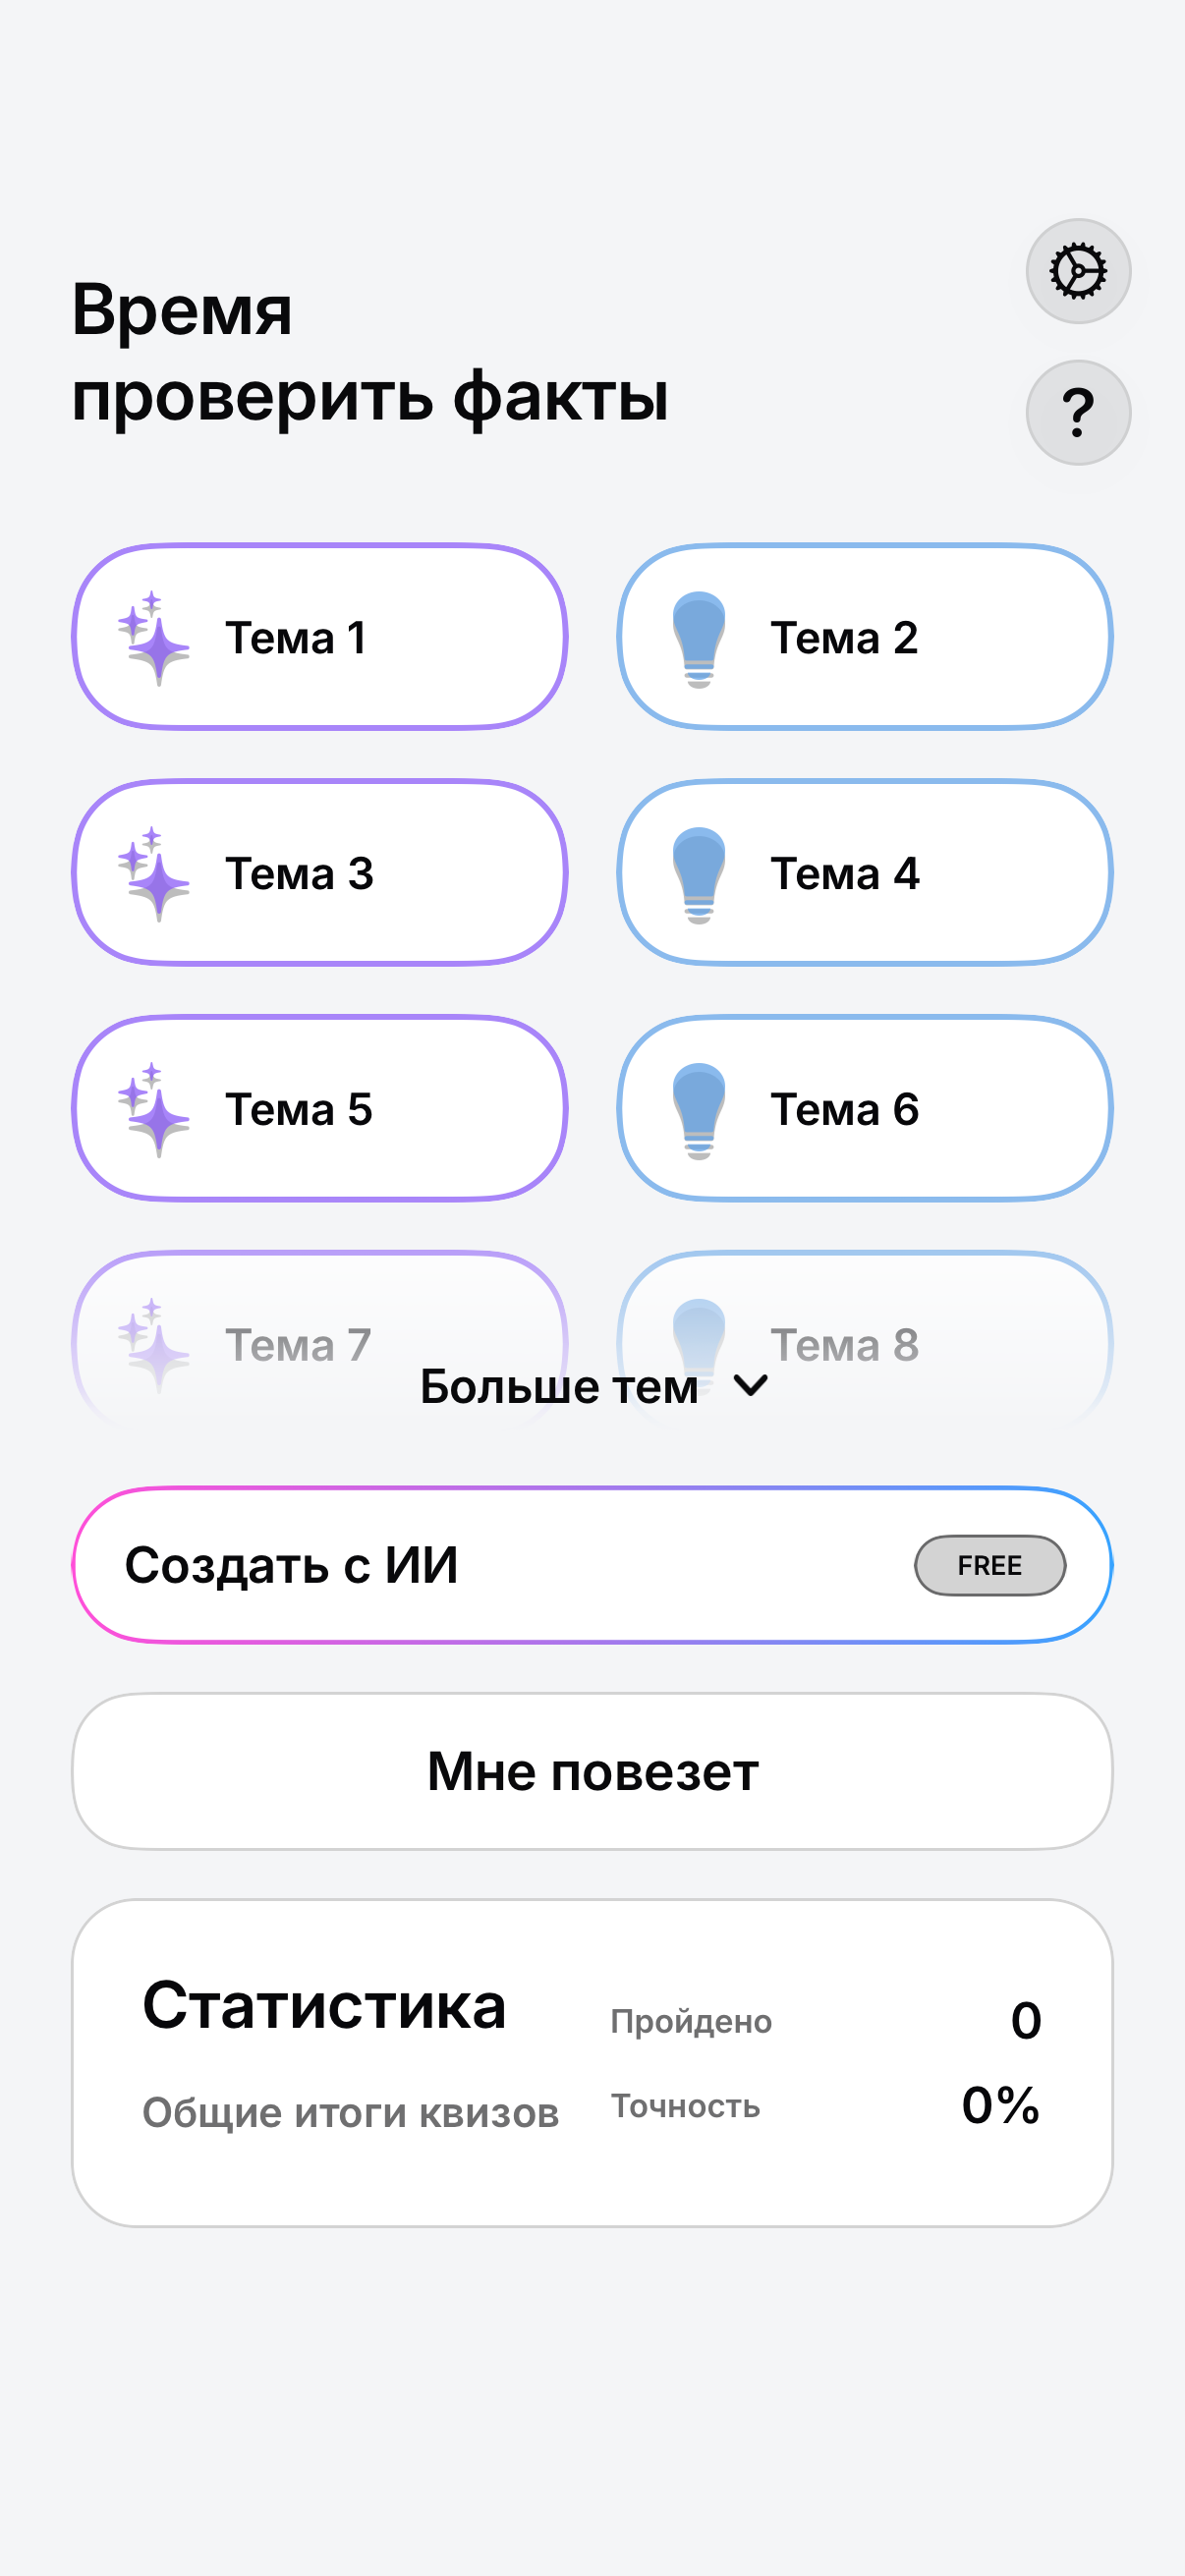 Время
проверить факты
?
Тема 1
Тема 2
Тема 3
Тема 4
Тема 5
Тема 6
Тема 7
Тема 8
Больше тем
Создать с ИИ
FREE
Мне повезет
Статистика
Общие итоги квизов
Пройдено 0
Точность 0%